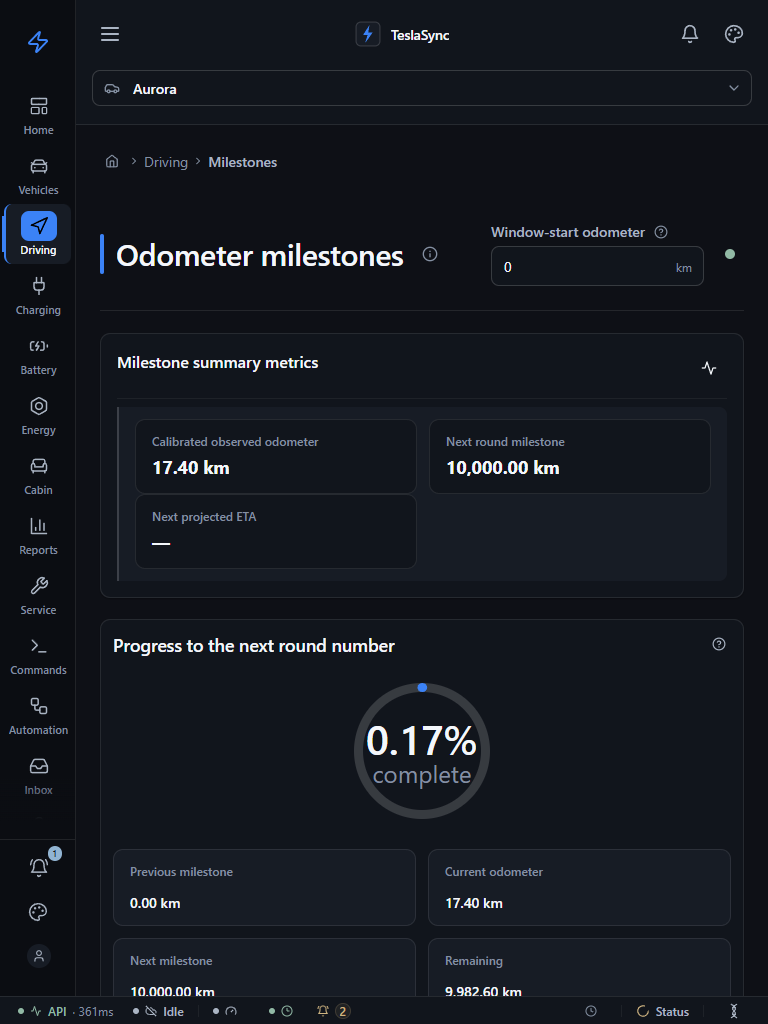 TeslaSync
Aurora
Home
Vehicles
Driving
Charging
Battery
Energy
Cabin
Reports
Service
Commands
Automation
Inbox
1
Driving
Milestones
Odometer milestones
Window-start odometer
0 km
Milestone summary metrics
Calibrated observed odometer
17.40 km
Next round milestone
10,000.00 km
Next projected ETA
—
Progress to the next round number
0.17%
complete
Previous milestone
0.00 km
Current odometer
17.40 km
Next milestone
10,000.00 km
Remaining
9,982.60 km
API · 361ms
Idle
2
Status